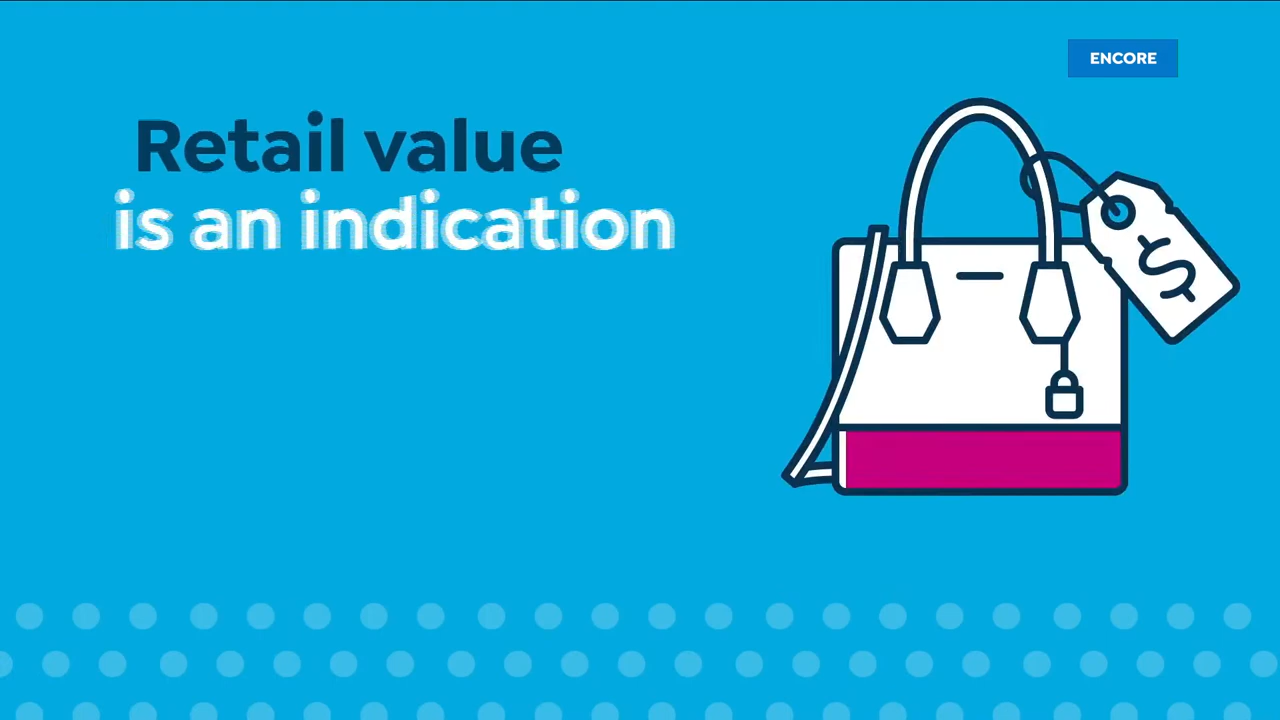 ENCORE
Retail value
is an indication
$